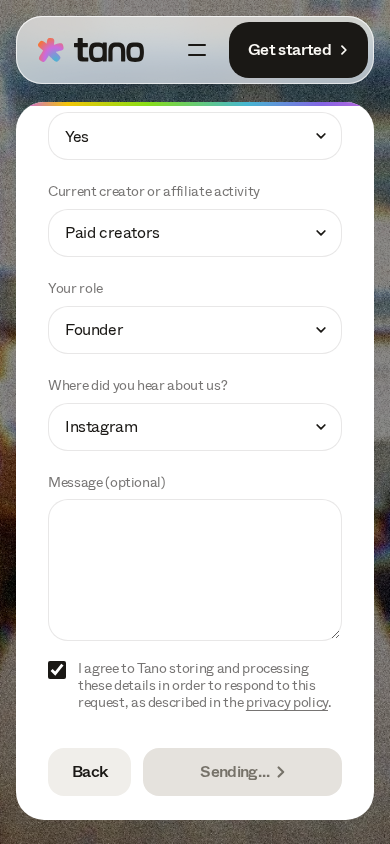 tano
Get started
Yes
Current creator or affiliate activity
Paid creators
Your role
Founder
Where did you hear about us?
Instagram
Message (optional)
I agree to Tano storing and processing
these details in order to respond to this
request, as described in the privacy policy.
Back
Sending...